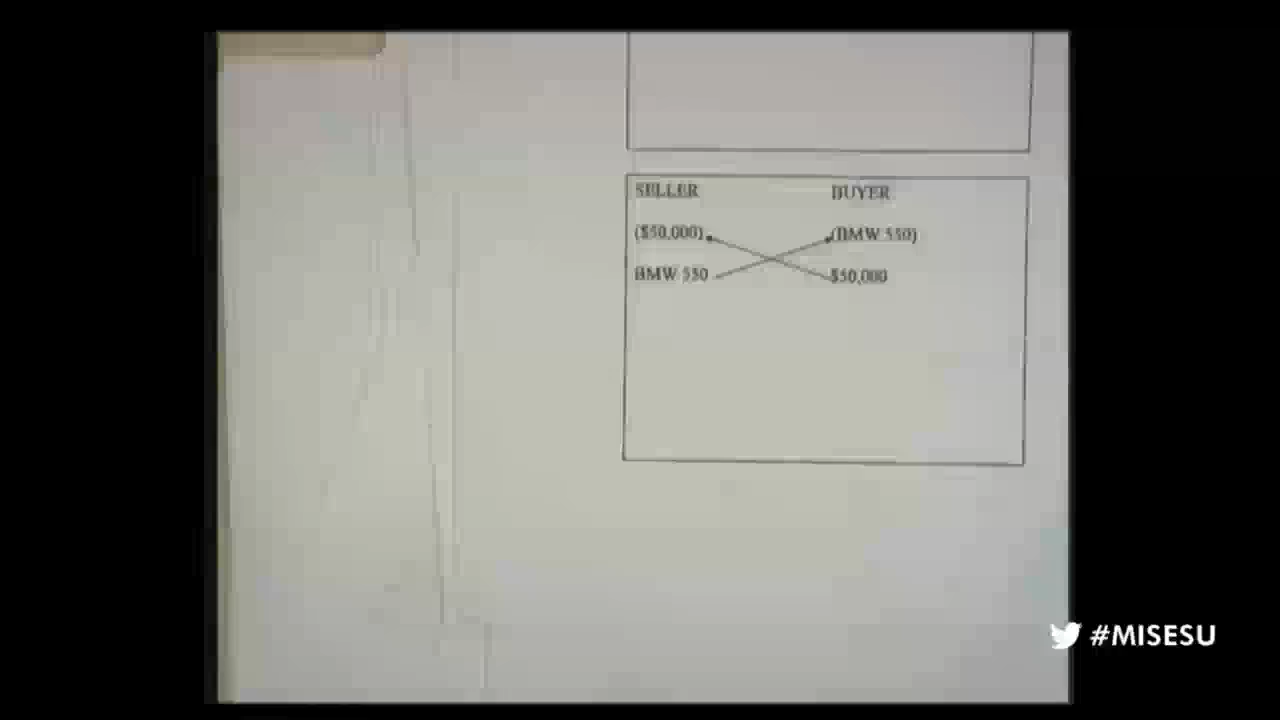 SELLER BUYER
($50,000) (BMW 550)
BMW 550 $50,000
#MISESU